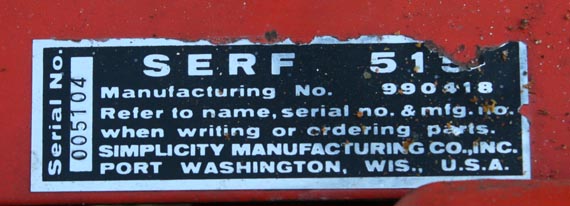 Serial No. 005104
SERF 515
Manufacturing No. 990418
Refer to name, serial no. & mfg. no.
when writing or ordering parts.
SIMPLICITY MANUFACTURING CO., INC.
PORT WASHINGTON, WIS., U.S.A.